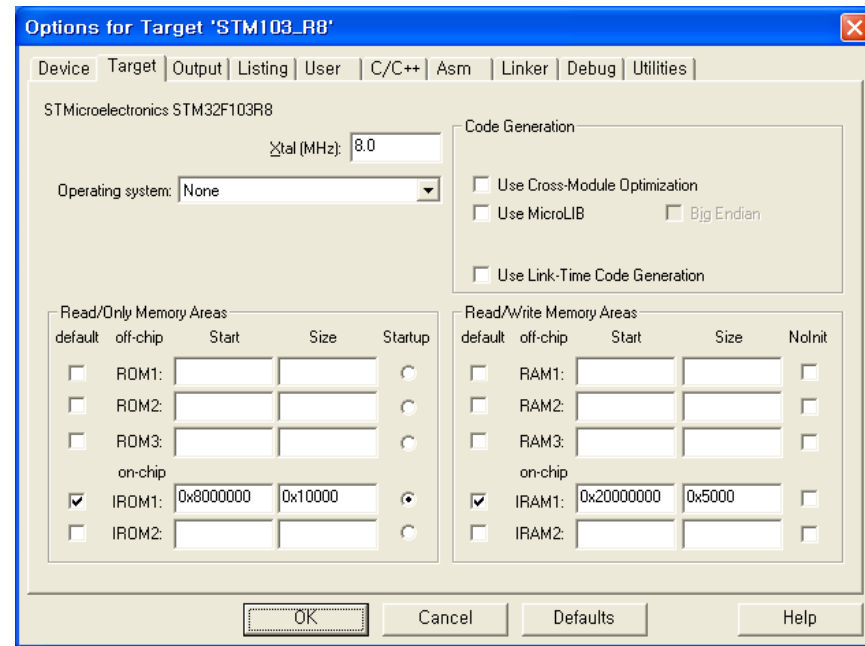 Options for Target 'STM103_R8'
Device Target Output Listing User C/C++ Asm Linker Debug Utilities
STMicroelectronics STM32F103R8
Xtal (MHz): 8.0
Operating system: None
Code Generation
Use Cross-Module Optimization
Use MicroLIB Big Endian
Use Link-Time Code Generation
Read/Only Memory Areas
default off-chip Start Size Startup
ROM1:
ROM2:
ROM3:
on-chip
IROM1: 0x8000000 0x10000
IROM2:
Read/Write Memory Areas
default off-chip Start Size NoInit
RAM1:
RAM2:
RAM3:
on-chip
IRAM1: 0x20000000 0x5000
IRAM2:
OK Cancel Defaults Help